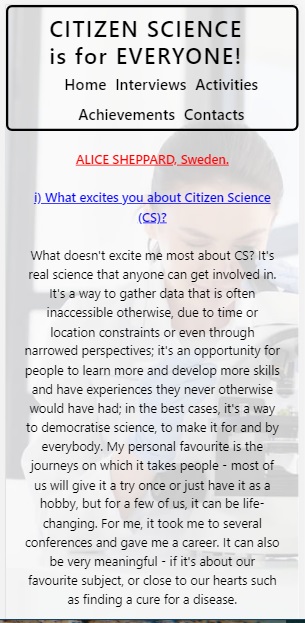 CITIZEN SCIENCE
is for EVERYONE!
Home Interviews Activities
Achievements Contacts
ALICE SHEPPARD, Sweden.
i) What excites you about Citizen Science
(CS)?
What doesn't excite me most about CS? It's
real science that anyone can get involved in.
It's a way to gather data that is often
inaccessible otherwise, due to time or
location constraints or even through
narrowed perspectives; it's an opportunity for
people to learn more and develop more skills
and have experiences they never otherwise
would have had; in the best cases, it's a way
to democratise science, to make it for and by
everybody. My personal favourite is the
journeys on which it takes people - most of
us will give it a try once or just have it as a
hobby, but for a few of us, it can be life-
changing. For me, it took me to several
conferences and gave me a career. It can also
be very meaningful - if it's about our
favourite subject, or close to our hearts such
as finding a cure for a disease.